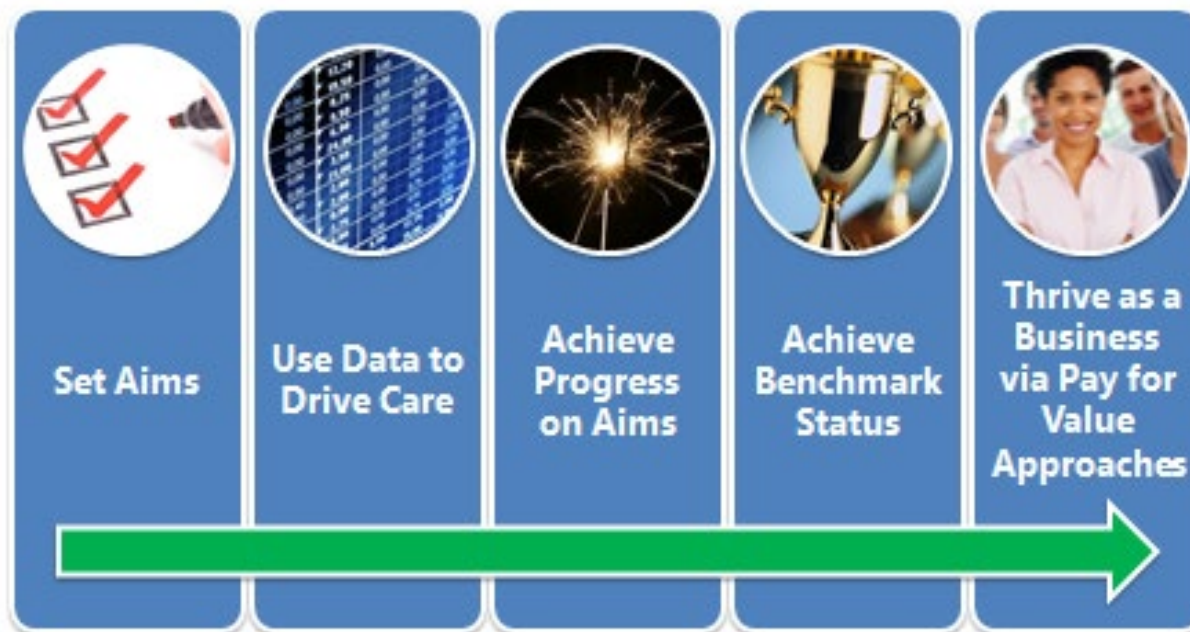 Set Aims
Use Data to
Drive Care
Achieve
Progress
on Aims
Achieve
Benchmark
Status
Thrive as a
Business
via Pay for
Value
Approaches